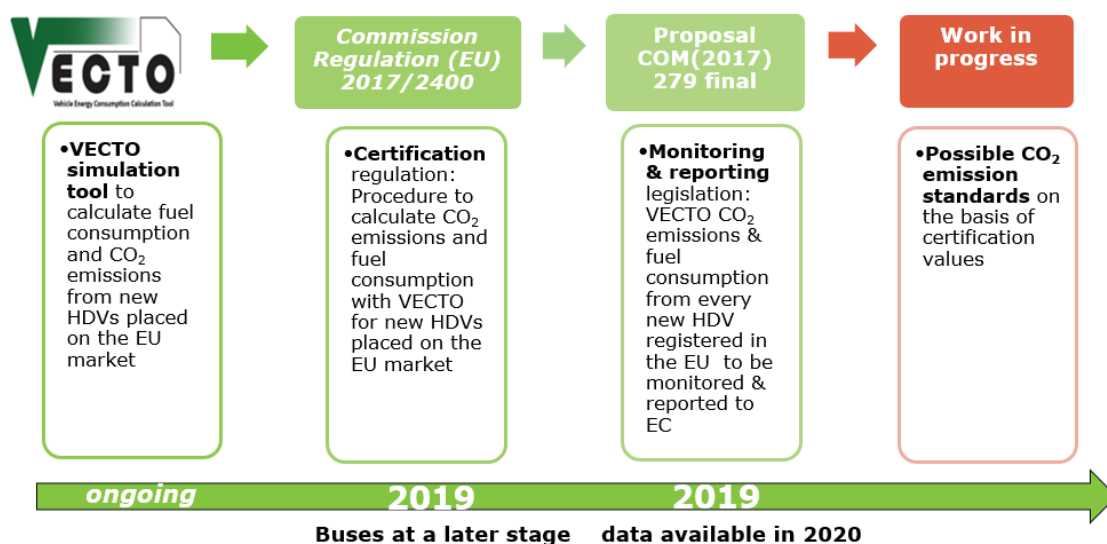 VECTO
Vehicle Energy Consumption Calculation Tool
Commission
Regulation (EU)
2017/2400
Proposal
COM(2017)
279 final
Work in
progress
•VECTO
simulation
tool to
calculate fuel
consumption
and CO₂
emissions
from new
HDVs placed
on the EU
market
•Certification
regulation:
Procedure to
calculate CO₂
emissions and
fuel
consumption
with VECTO
for new HDVs
placed on the
EU market
•Monitoring
& reporting
legislation:
VECTO CO₂
emissions &
fuel
consumption
from every
new HDV
registered in
the EU to be
monitored &
reported to
EC
•Possible CO₂
emission
standards on
the basis of
certification
values
ongoing
2019
2019
Buses at a later stage data available in 2020